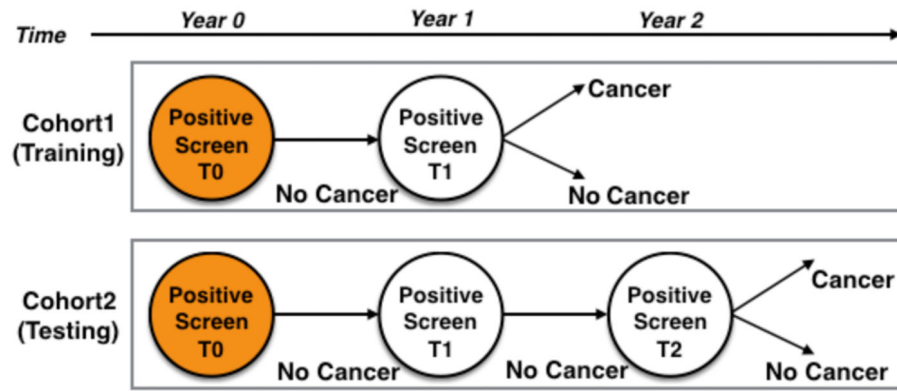 Time
Year 0
Year 1
Year 2
Cohort1
(Training)
Positive
Screen
T0
No Cancer
Positive
Screen
T1
Cancer
No Cancer
Cohort2
(Testing)
Positive
Screen
T0
No Cancer
Positive
Screen
T1
No Cancer
Positive
Screen
T2
Cancer
No Cancer